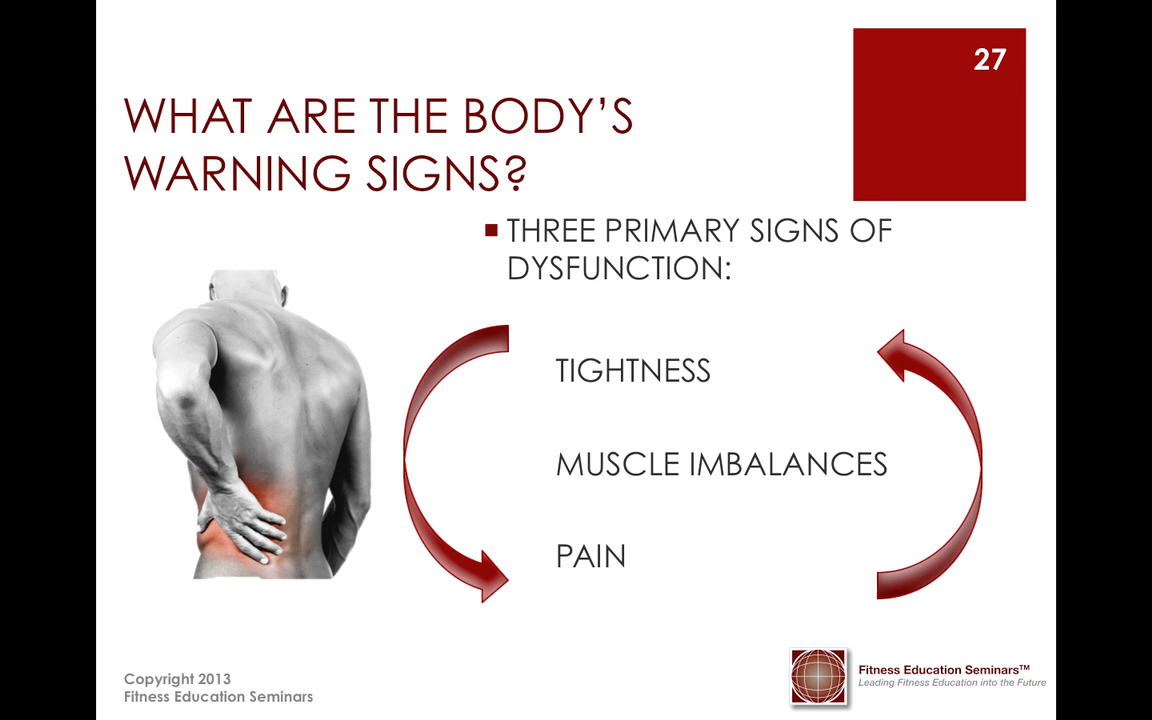 27
WHAT ARE THE BODY’S
WARNING SIGNS?
THREE PRIMARY SIGNS OF
DYSFUNCTION:
TIGHTNESS
MUSCLE IMBALANCES
PAIN
Copyright 2013
Fitness Education Seminars
Fitness Education Seminars™
Leading Fitness Education into the Future